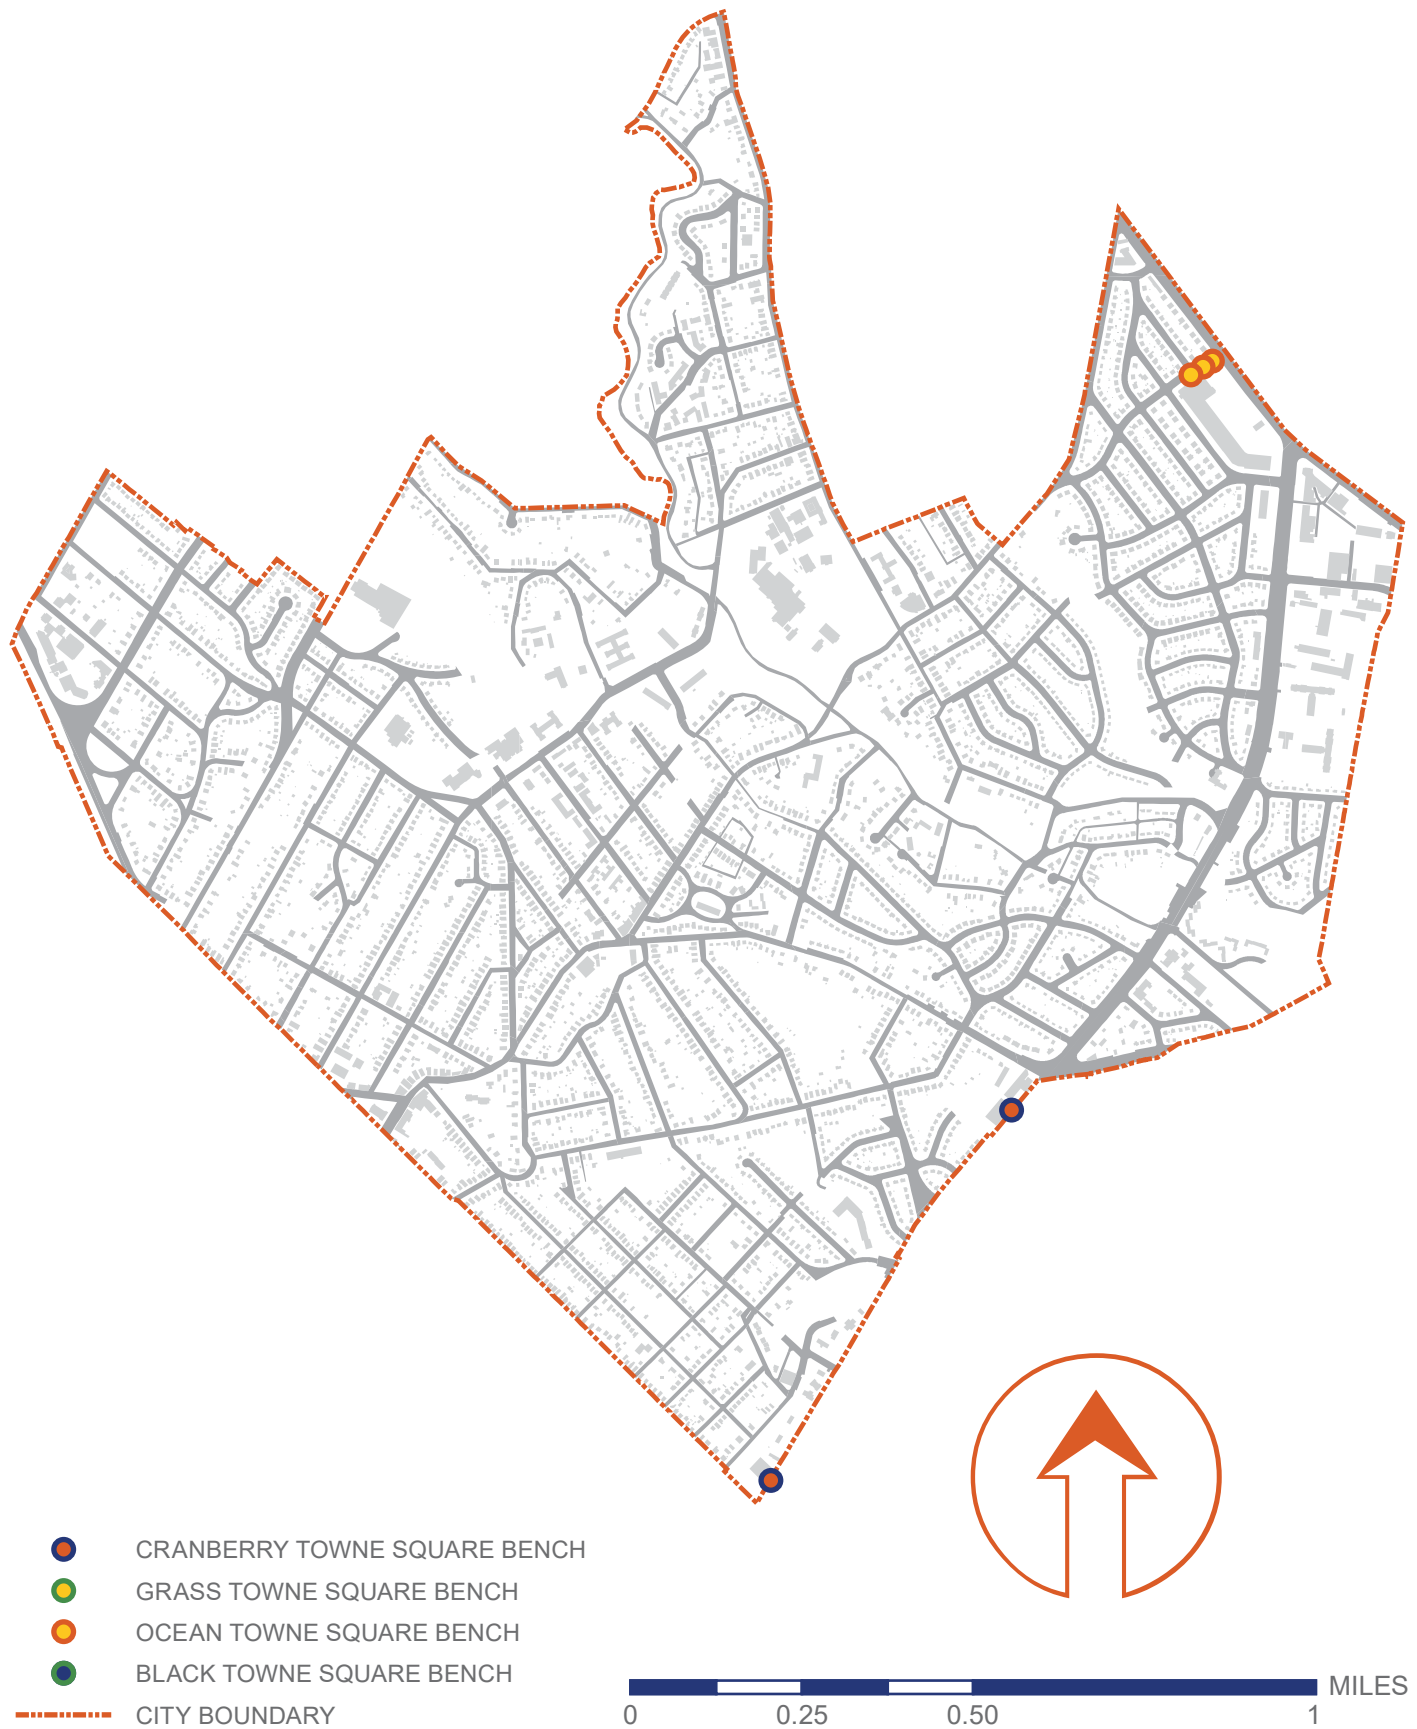 CRANBERRY TOWNE SQUARE BENCH
GRASS TOWNE SQUARE BENCH
OCEAN TOWNE SQUARE BENCH
BLACK TOWNE SQUARE BENCH
CITY BOUNDARY
MILES
0 0.25 0.50 1